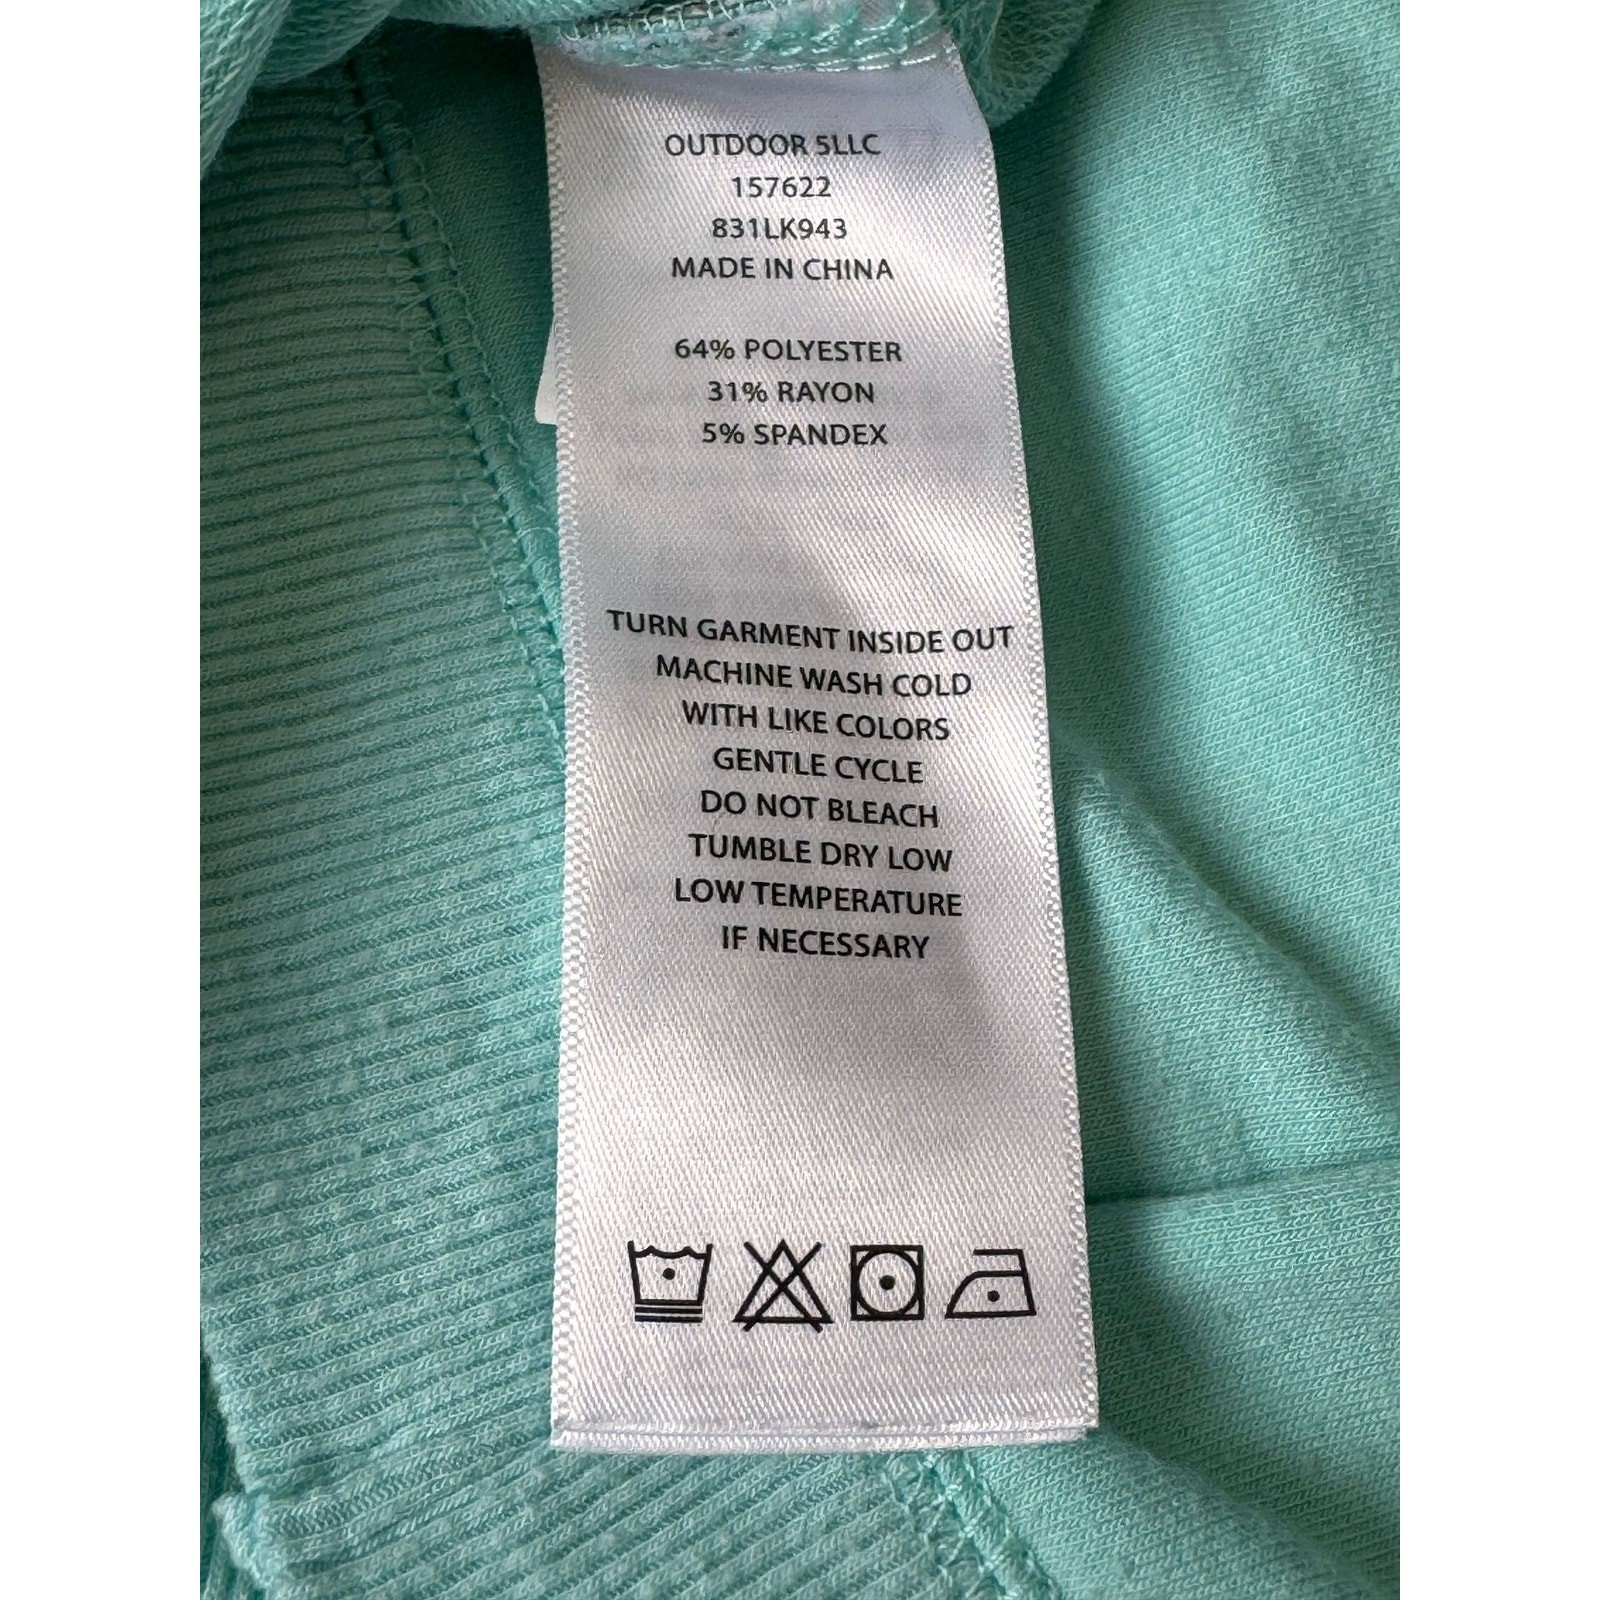 OUTDOOR 5LLC
157622
831LK943
MADE IN CHINA
64% POLYESTER
31% RAYON
5% SPANDEX
TURN GARMENT INSIDE OUT
MACHINE WASH COLD
WITH LIKE COLORS
GENTLE CYCLE
DO NOT BLEACH
TUMBLE DRY LOW
LOW TEMPERATURE
IF NECESSARY